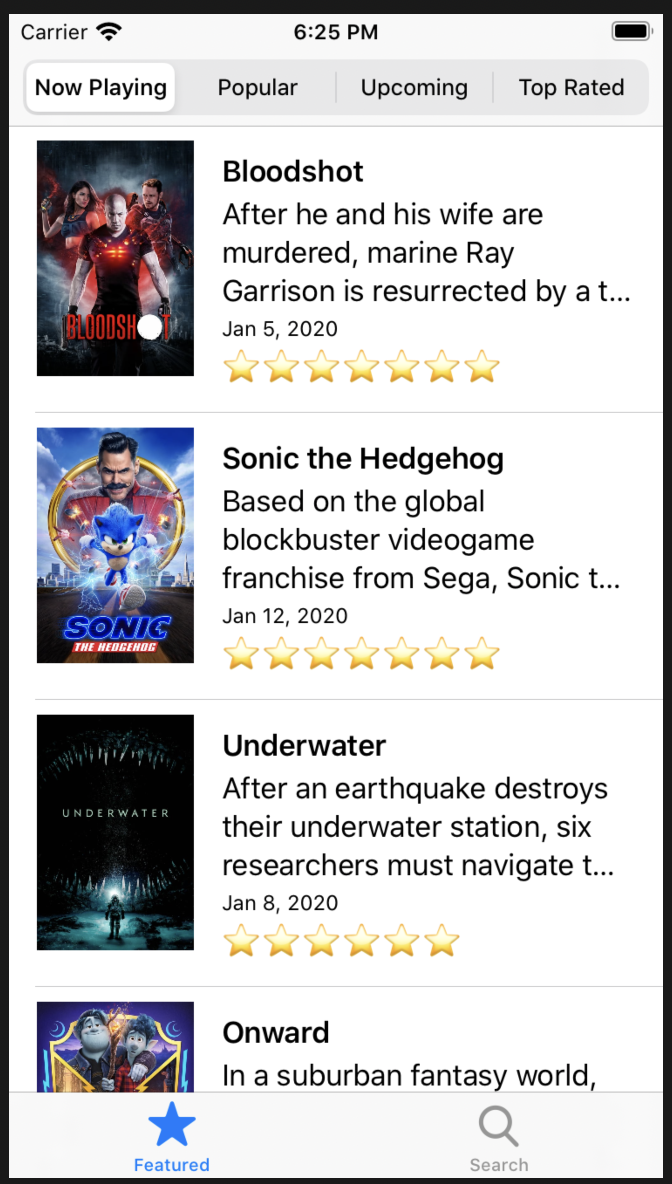 Carrier 6:25 PM
Now Playing Popular Upcoming Top Rated
BLOODSHOT
Bloodshot
After he and his wife are
murdered, marine Ray
Garrison is resurrected by a t...
Jan 5, 2020
SONIC
THE HEDGEHOG
Sonic the Hedgehog
Based on the global
blockbuster videogame
franchise from Sega, Sonic t...
Jan 12, 2020
UNDERWATER
Underwater
After an earthquake destroys
their underwater station, six
researchers must navigate t...
Jan 8, 2020
Onward
In a suburban fantasy world,
Featured Search